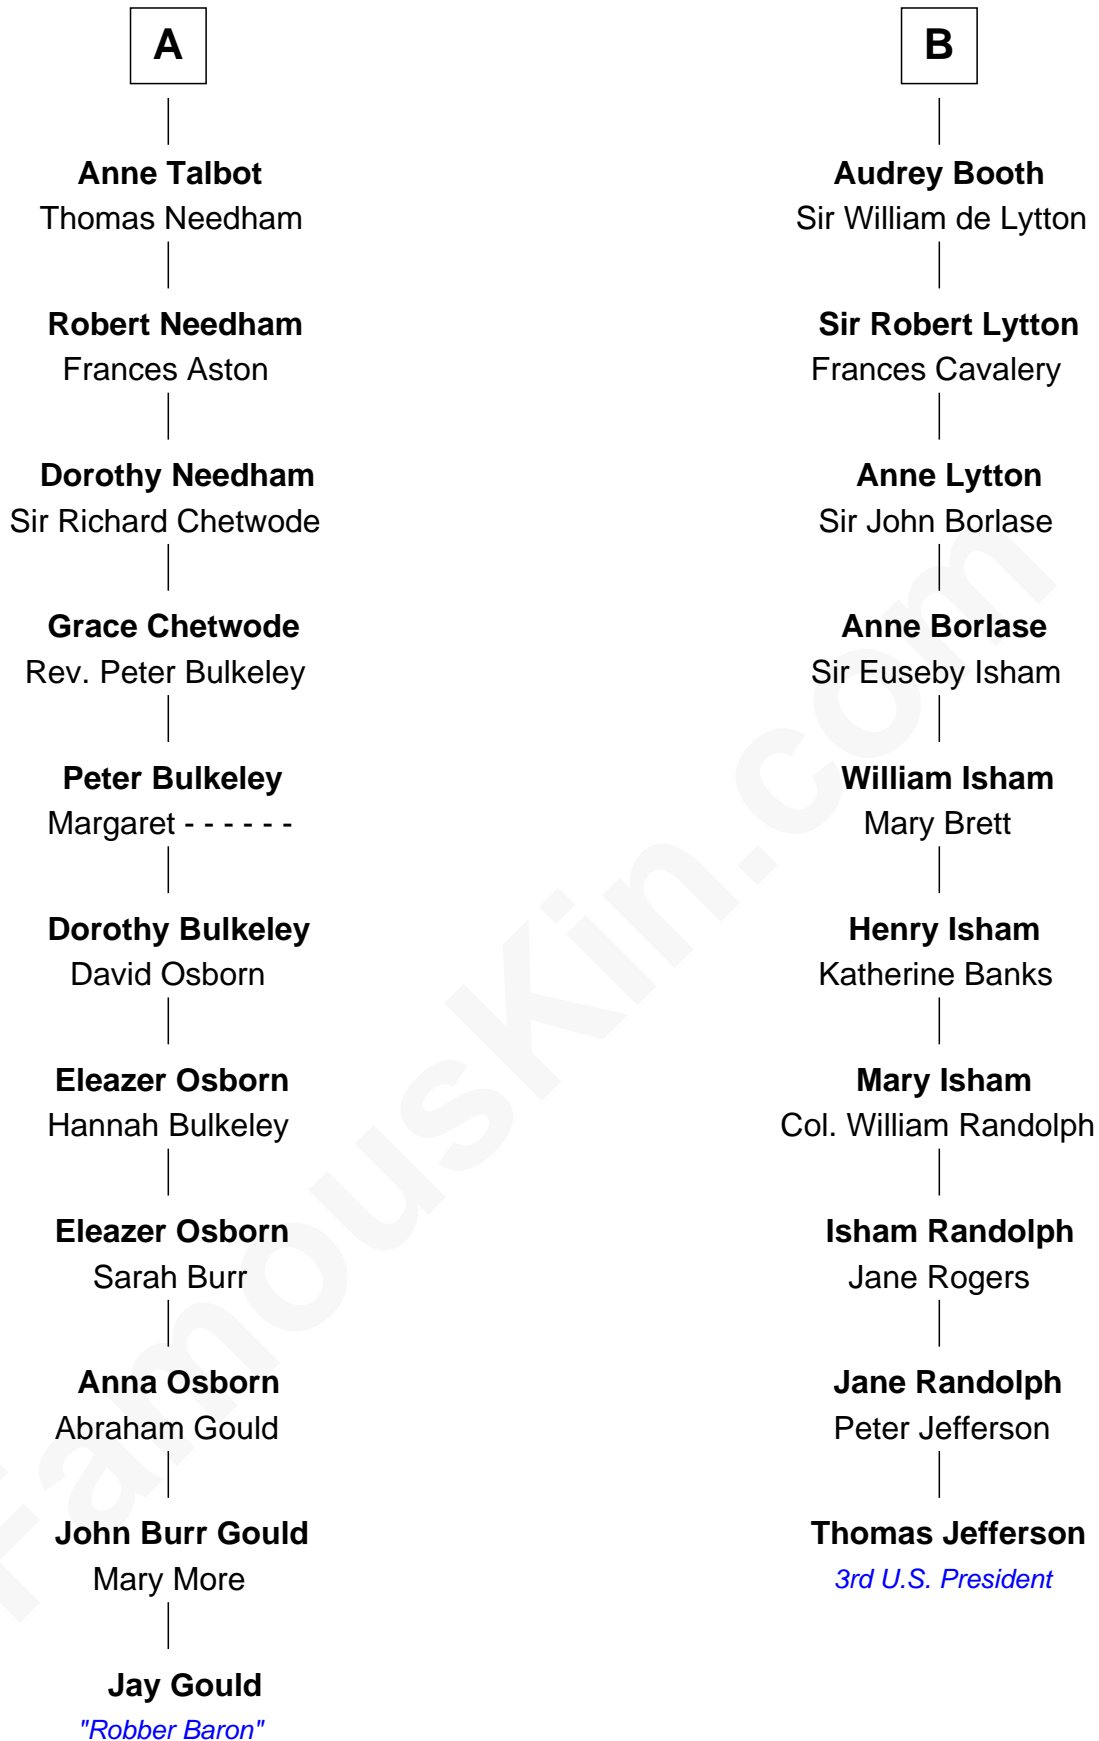 A
Anne Talbot
Thomas Needham
Robert Needham
Frances Aston
Dorothy Needham
Sir Richard Chetwode
Grace Chetwode
Rev. Peter Bulkeley
Peter Bulkeley
Margaret - - - - - -
Dorothy Bulkeley
David Osborn
Eleazer Osborn
Hannah Bulkeley
Eleazer Osborn
Sarah Burr
Anna Osborn
Abraham Gould
John Burr Gould
Mary More
Jay Gould
"Robber Baron"
B
Audrey Booth
Sir William de Lytton
Sir Robert Lytton
Frances Cavalery
Anne Lytton
Sir John Borlase
Anne Borlase
Sir Euseby Isham
William Isham
Mary Brett
Henry Isham
Katherine Banks
Mary Isham
Col. William Randolph
Isham Randolph
Jane Rogers
Jane Randolph
Peter Jefferson
Thomas Jefferson
3rd U.S. President
FamousKin.com